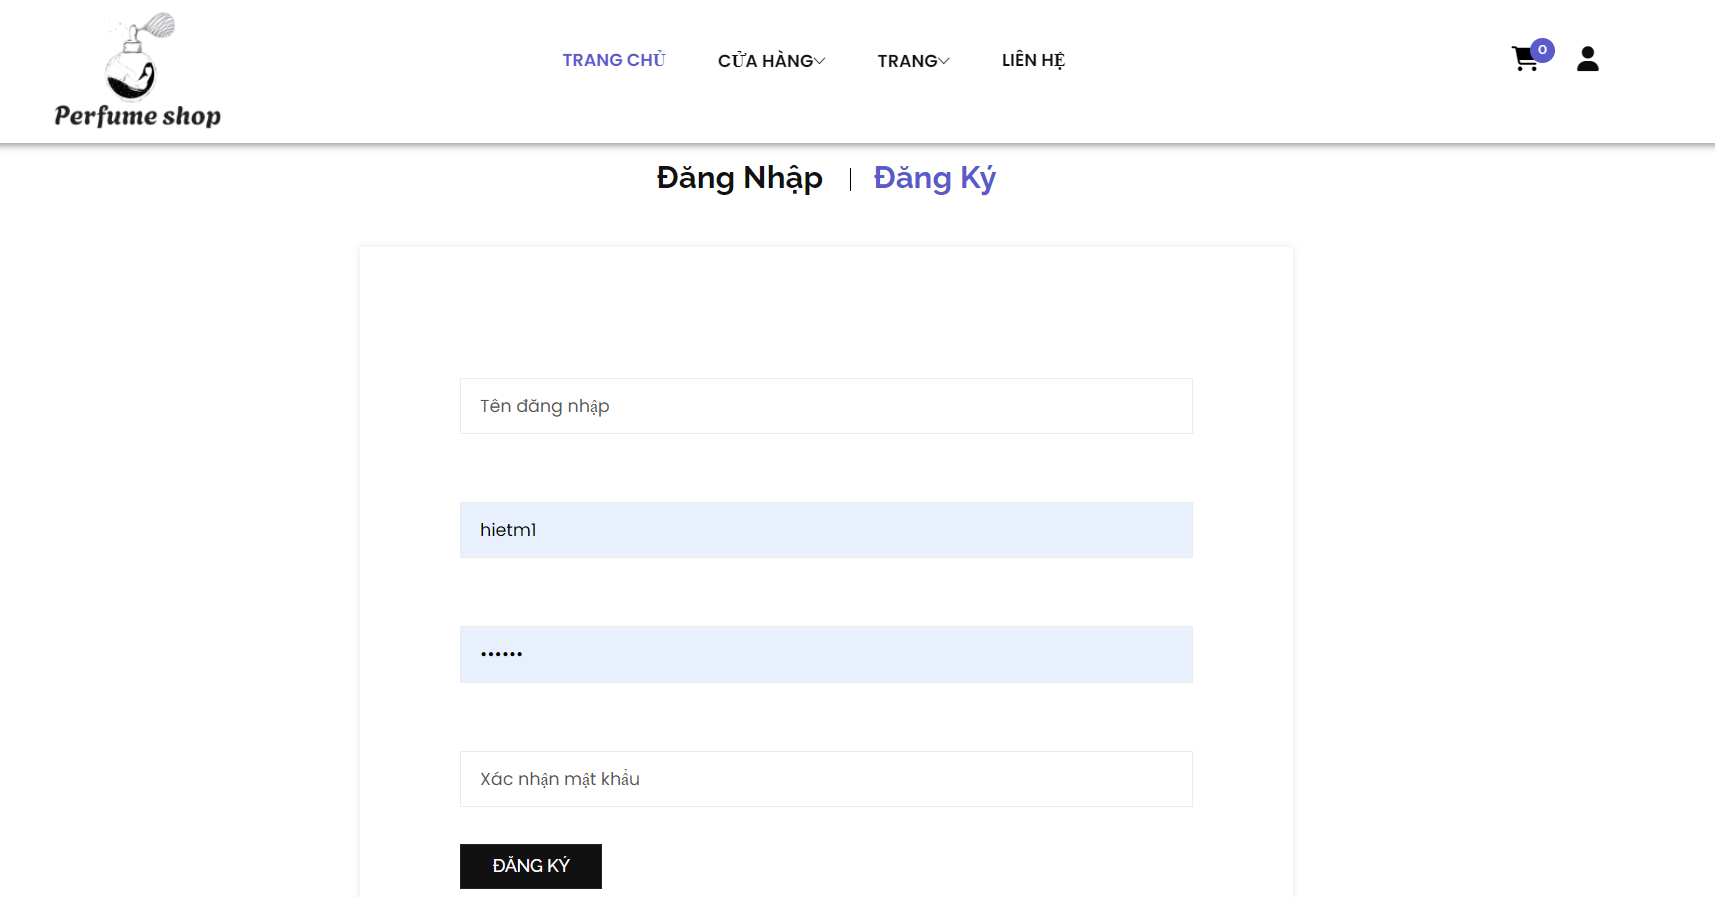 Perfume shop
TRANG CHỦ
CỬA HÀNG
TRANG
LIÊN HỆ
0
Đăng Nhập | Đăng Ký
Tên đăng nhập
hietm1
••••••
Xác nhận mật khẩu
ĐĂNG KÝ